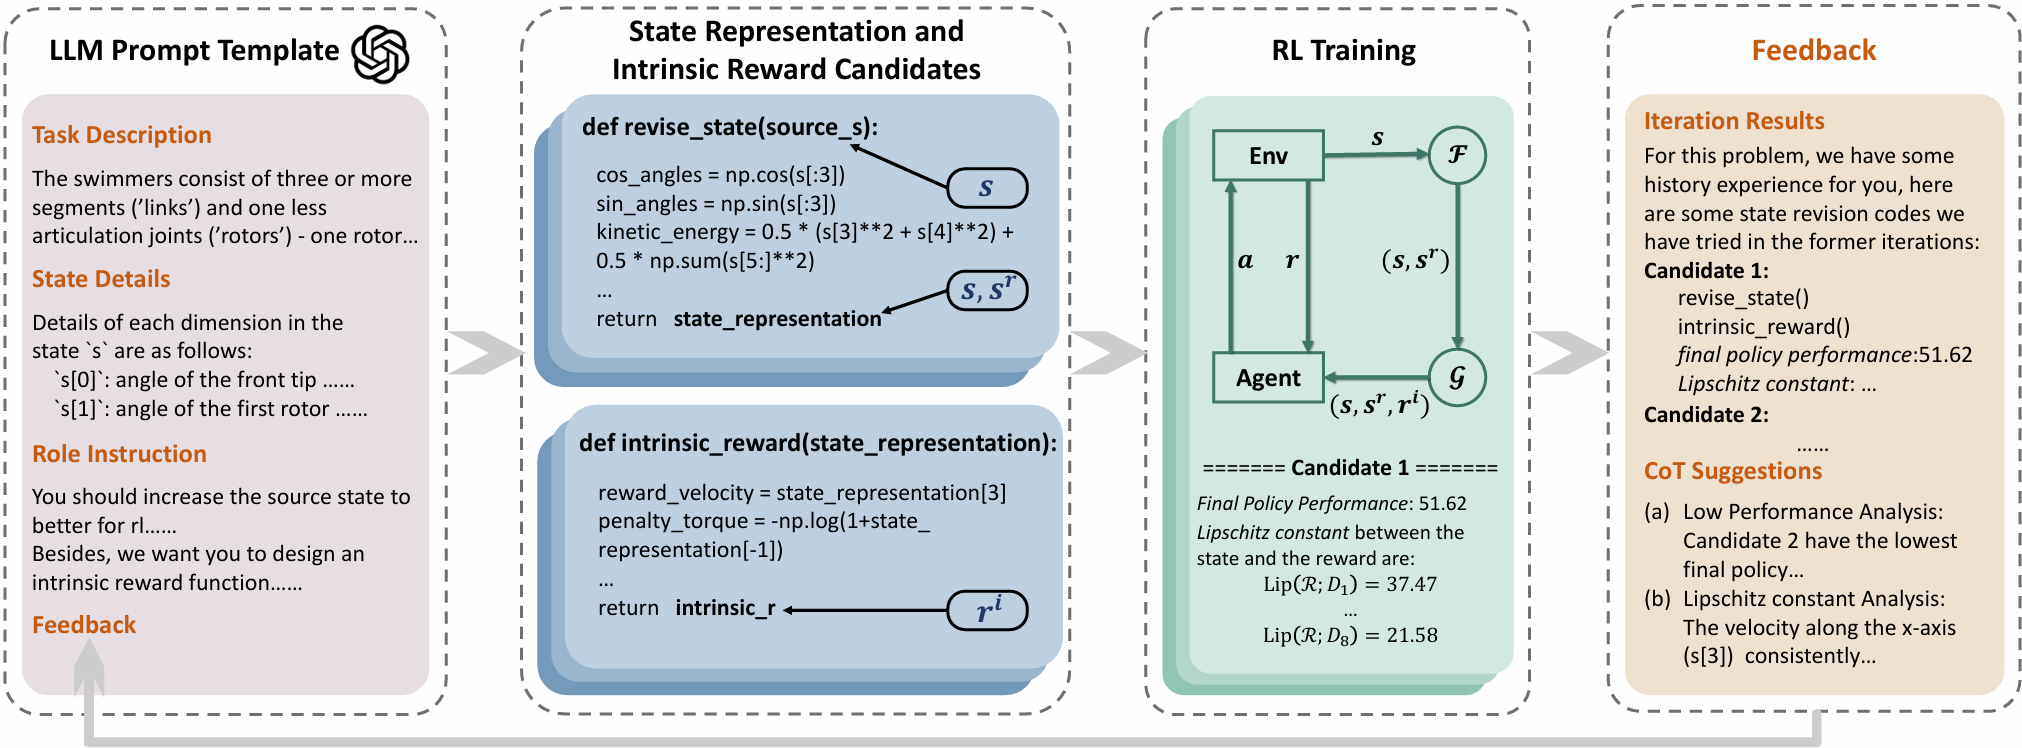 LLM Prompt Template
Task Description
The swimmers consist of three or more
segments ('links') and one less
articulation joints ('rotors') - one rotor...
State Details
Details of each dimension in the
state `s` are as follows:
`s[0]`: angle of the front tip ......
`s[1]`: angle of the first rotor ......
Role Instruction
You should increase the source state to
better for rl......
Besides, we want you to design an
intrinsic reward function......
Feedback
State Representation and
Intrinsic Reward Candidates
def revise_state(source_s):
s
cos_angles = np.cos(s[:3])
sin_angles = np.sin(s[:3])
kinetic_energy = 0.5 * (s[3]**2 + s[4]**2) +
0.5 * np.sum(s[5:]**2)
...
s, s^r
return state_representation
def intrinsic_reward(state_representation):
reward_velocity = state_representation[3]
penalty_torque = -np.log(1+state_
representation[-1])
...
return intrinsic_r
r^i
RL Training
Env
s
ℱ
a
r
(s, s^r)
Agent
𝒢
(s, s^r, r^i)
======= Candidate 1 =======
Final Policy Performance: 51.62
Lipschitz constant between the
state and the reward are:
Lip(ℛ; D₁) = 37.47
...
Lip(ℛ; D₈) = 21.58
Feedback
Iteration Results
For this problem, we have some
history experience for you, here
are some state revision codes we
have tried in the former iterations:
Candidate 1:
revise_state()
intrinsic_reward()
final policy performance:51.62
Lipschitz constant: ...
Candidate 2:
......
CoT Suggestions
(a) Low Performance Analysis:
Candidate 2 have the lowest
final policy...
(b) Lipschitz constant Analysis:
The velocity along the x-axis
(s[3]) consistently...